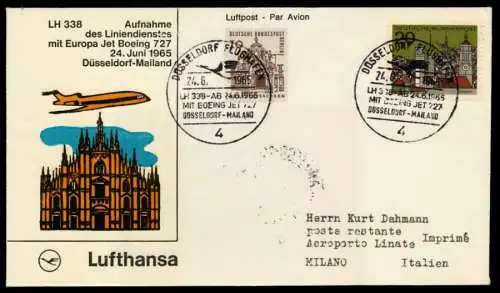 LH 338 Aufnahme
des Liniendienstes
mit Europa Jet Boeing 727
24. Juni 1965
Düsseldorf-Mailand
Luftpost - Par Avion
DEUTSCHE BUNDESPOST
DÜSSELDORF FLUGHAFEN
24.6. 1965
LH 338-AB 24.6.1965
MIT BOEING JET 727
DÜSSELDORF-MAILAND
4
20
DÜSSELDORF FLUGHAFEN
LH 338-AB 24.6.1965
MIT BOEING JET 727
DÜSSELDORF-MAILAND
4
Herrn Kurt Dahmann
poste restante
Aeroporto Linate Imprimé
MILANO Italien
Lufthansa